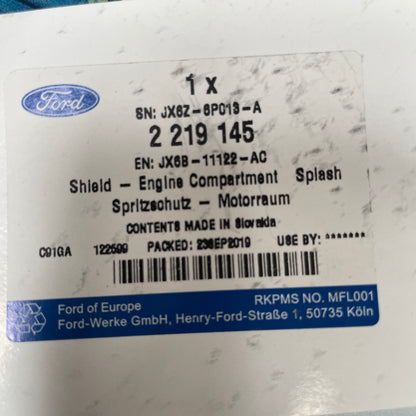 Ford
1 x
SN: JX6Z-6P013-A
2 219 145
EN: JX6B-11122-AC
Shield - Engine Compartment Splash
Spritzschutz - Motorraum
CONTENTS MADE IN Slovakia
C91GA 122599 PACKED: 23SEP2019 USE BY: *******
Ford of Europe RKPMS NO. MFL001
Ford-Werke GmbH, Henry-Ford-Straße 1, 50735 Köln